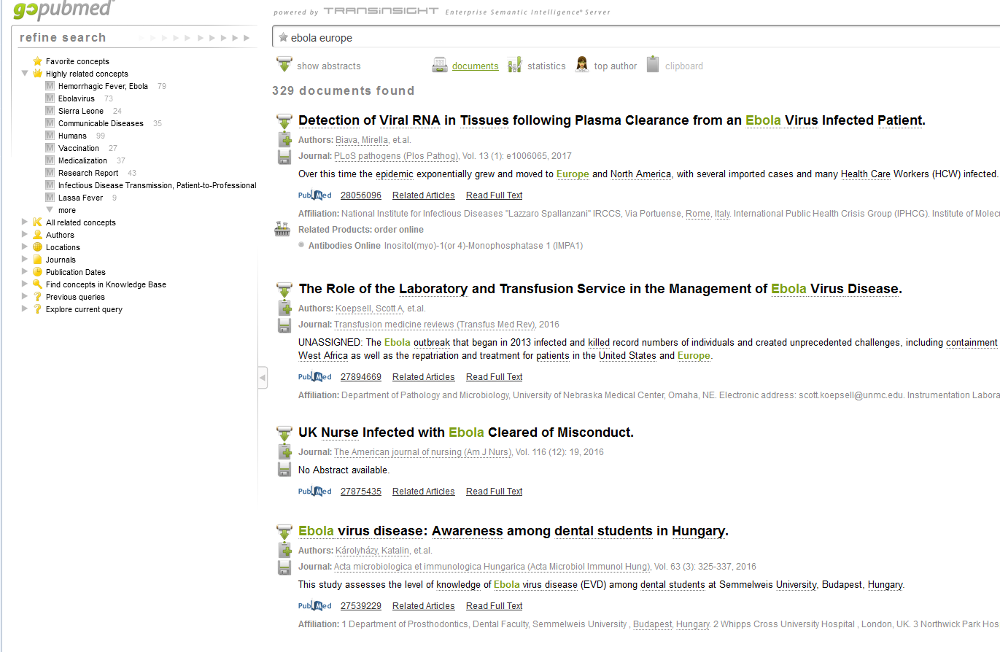 gopubmed
powered by TRANSINSIGHT Enterprise Semantic Intelligence® Server
refine search
Favorite concepts
Highly related concepts
M Hemorrhagic Fever, Ebola 79
M Ebolavirus 73
M Sierra Leone 24
M Communicable Diseases 35
M Humans 99
M Vaccination 27
M Medicalization 37
M Research Report 43
M Infectious Disease Transmission, Patient-to-Professional
M Lassa Fever 9
more
All related concepts
Authors
Locations
Journals
Publication Dates
Find concepts in Knowledge Base
Previous queries
Explore current query
ebola europe
show abstracts documents statistics top author clipboard
329 documents found
Detection of Viral RNA in Tissues following Plasma Clearance from an Ebola Virus Infected Patient.
Authors: Biava, Mirella, et.al.
Journal: PLoS pathogens (Plos Pathog), Vol. 13 (1): e1006065, 2017
Over this time the epidemic exponentially grew and moved to Europe and North America, with several imported cases and many Health Care Workers (HCW) infected.
PubMed 28056096 Related Articles Read Full Text
Affiliation: National Institute for Infectious Diseases "Lazzaro Spallanzani" IRCCS, Via Portuense, Rome, Italy. International Public Health Crisis Group (IPHCG). Institute of Molecu
Related Products: order online
Antibodies Online Inositol(myo)-1(or 4)-Monophosphatase 1 (IMPA1)
The Role of the Laboratory and Transfusion Service in the Management of Ebola Virus Disease.
Authors: Koepsell, Scott A, et.al.
Journal: Transfusion medicine reviews (Transfus Med Rev), 2016
UNASSIGNED: The Ebola outbreak that began in 2013 infected and killed record numbers of individuals and created unprecedented challenges, including containment
West Africa as well as the repatriation and treatment for patients in the United States and Europe.
PubMed 27894669 Related Articles Read Full Text
Affiliation: Department of Pathology and Microbiology, University of Nebraska Medical Center, Omaha, NE. Electronic address: scott.koepsell@unmc.edu. Instrumentation Labora
UK Nurse Infected with Ebola Cleared of Misconduct.
Journal: The American journal of nursing (Am J Nurs), Vol. 116 (12): 19, 2016
No Abstract available.
PubMed 27875435 Related Articles Read Full Text
Ebola virus disease: Awareness among dental students in Hungary.
Authors: Károlyházy, Katalin, et.al.
Journal: Acta microbiologica et immunologica Hungarica (Acta Microbiol Immunol Hung), Vol. 63 (3): 325-337, 2016
This study assesses the level of knowledge of Ebola virus disease (EVD) among dental students at Semmelweis University, Budapest, Hungary.
PubMed 27539229 Related Articles Read Full Text
Affiliation: 1 Department of Prosthodontics, Dental Faculty, Semmelweis University , Budapest, Hungary. 2 Whipps Cross University Hospital , London, UK. 3 Northwick Park Hos